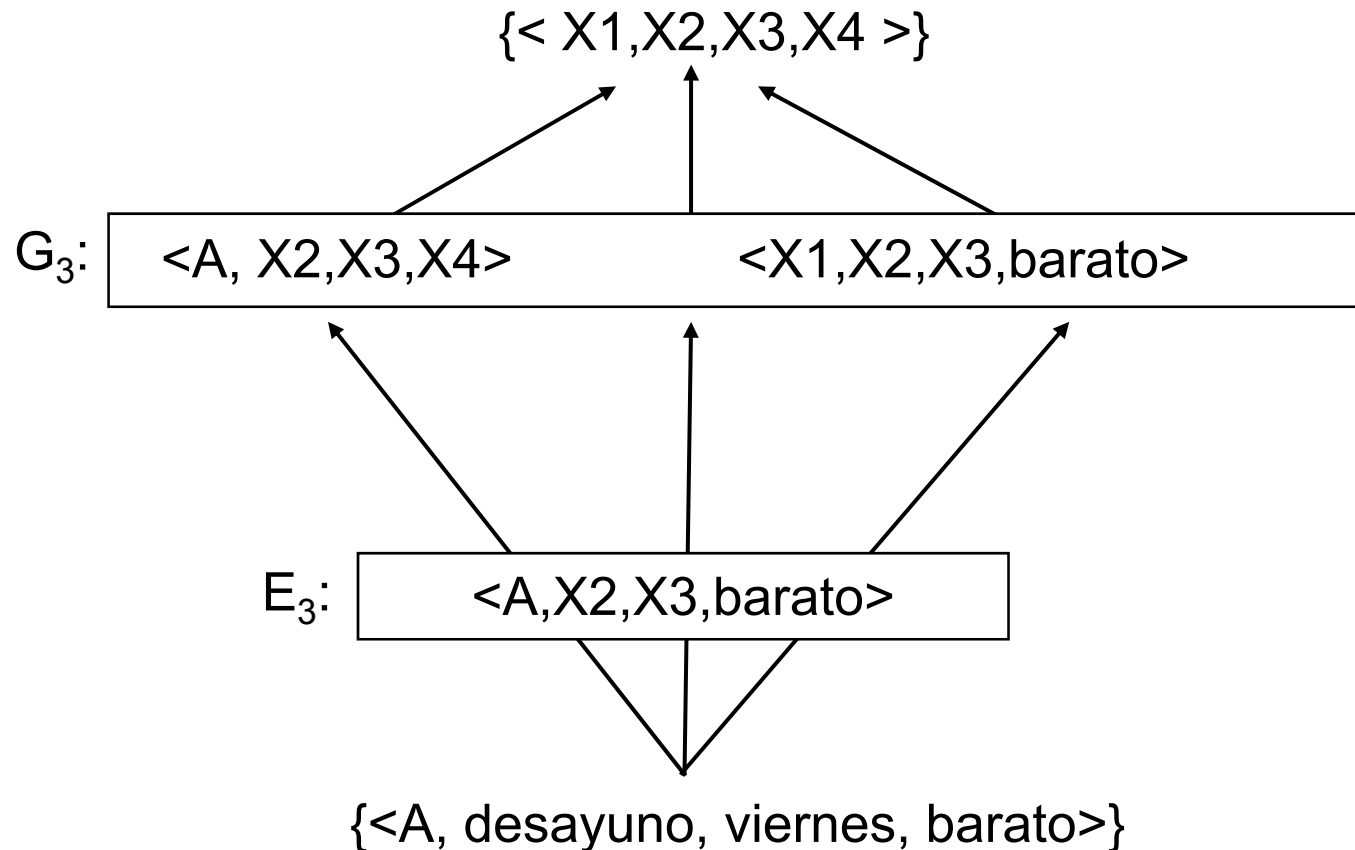 {< X1,X2,X3,X4 >}
G₃: <A, X2,X3,X4> <X1,X2,X3,barato>
E₃: <A,X2,X3,barato>
{<A, desayuno, viernes, barato>}